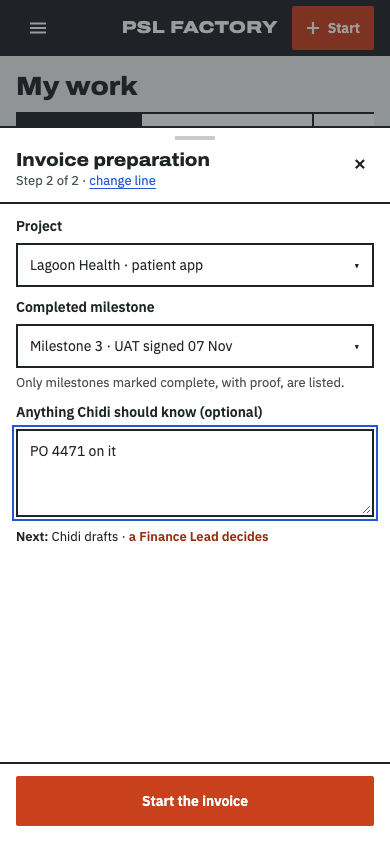 PSL FACTORY
+ Start
My work
Invoice preparation
×
Step 2 of 2 · change line
Project
Lagoon Health · patient app
Completed milestone
Milestone 3 · UAT signed 07 Nov
Only milestones marked complete, with proof, are listed.
Anything Chidi should know (optional)
PO 4471 on it
Next: Chidi drafts · a Finance Lead decides
Start the invoice